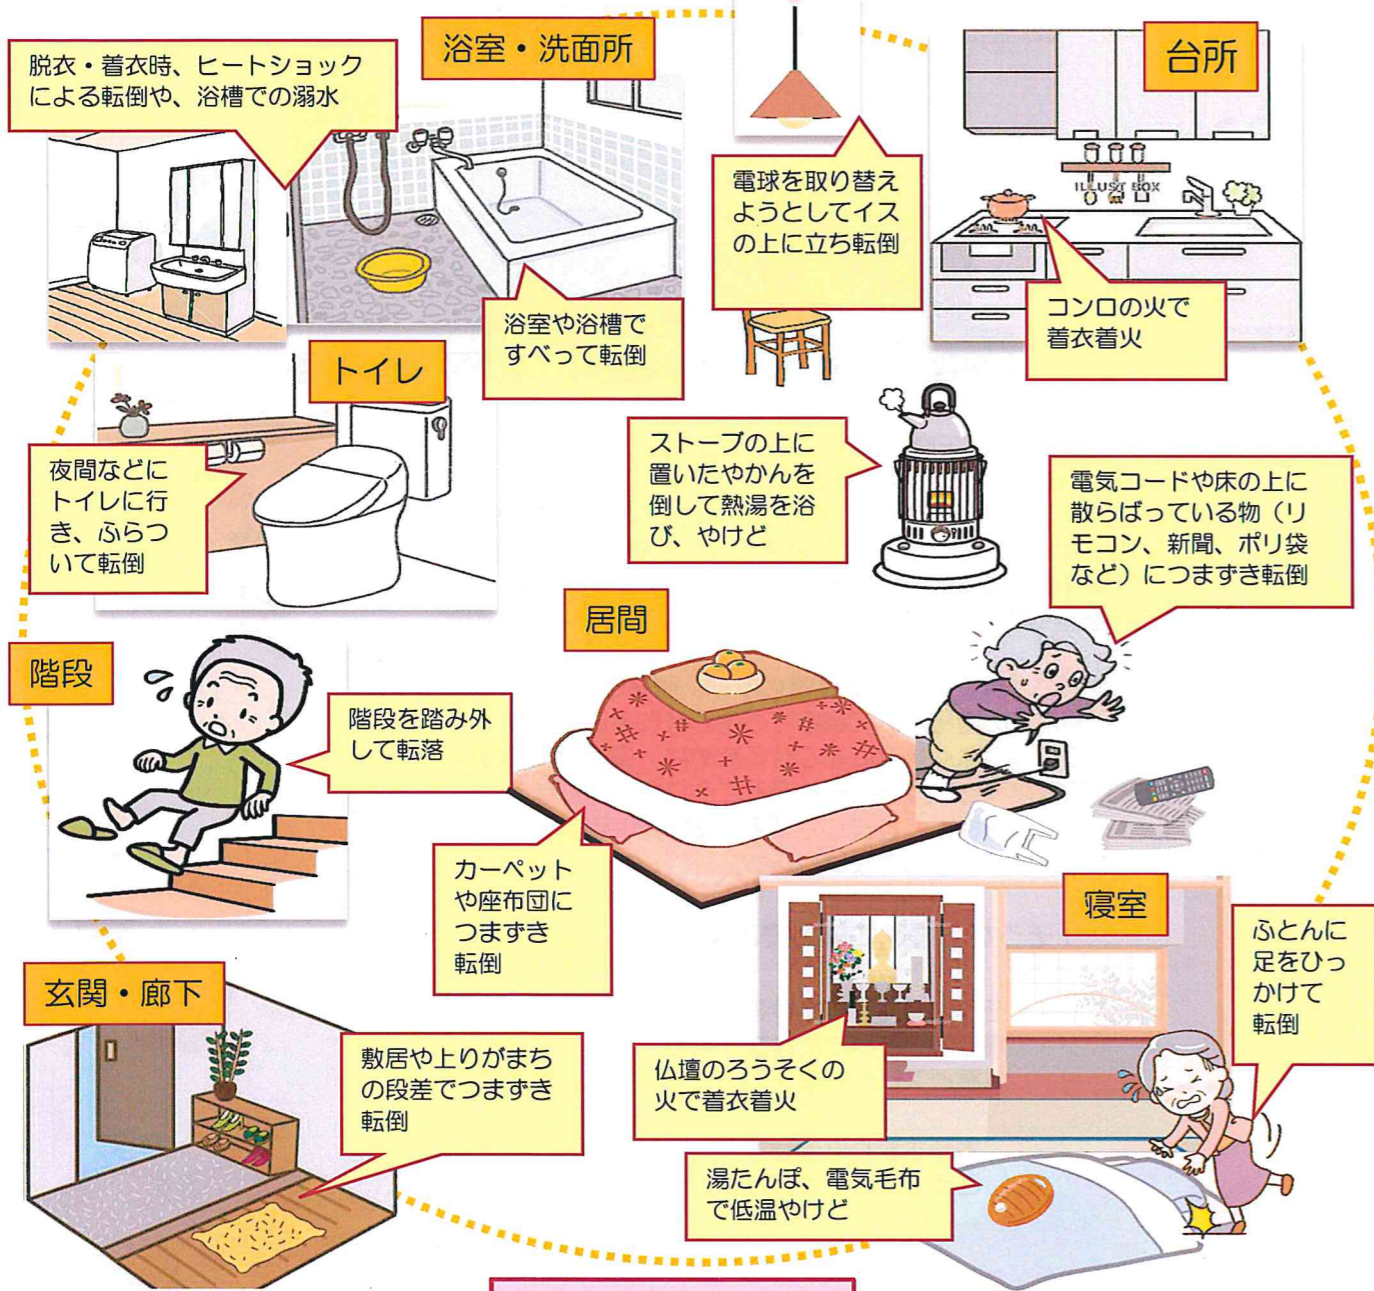 浴室・洗面所
脱衣・着衣時、ヒートショック
による転倒や、浴槽での溺水
浴室や浴槽で
すべって転倒
電球を取り替え
ようとしてイス
の上に立ち転倒
台所
ILLUST BOX
コンロの火で
着衣着火
トイレ
夜間などに
トイレに行
き、ふらつ
いて転倒
ストーブの上に
置いたやかんを
倒して熱湯を浴
び、やけど
電気コードや床の上に
散らばっている物（リ
モコン、新聞、ポリ袋
など）につまずき転倒
居間
階段
階段を踏み外
して転落
カーペット
や座布団に
つまずき
転倒
寝室
ふとんに
足をひっ
かけて
転倒
仏壇のろうそくの
火で着衣着火
湯たんぽ、電気毛布
で低温やけど
玄関・廊下
敷居や上りがまち
の段差でつまずき
転倒